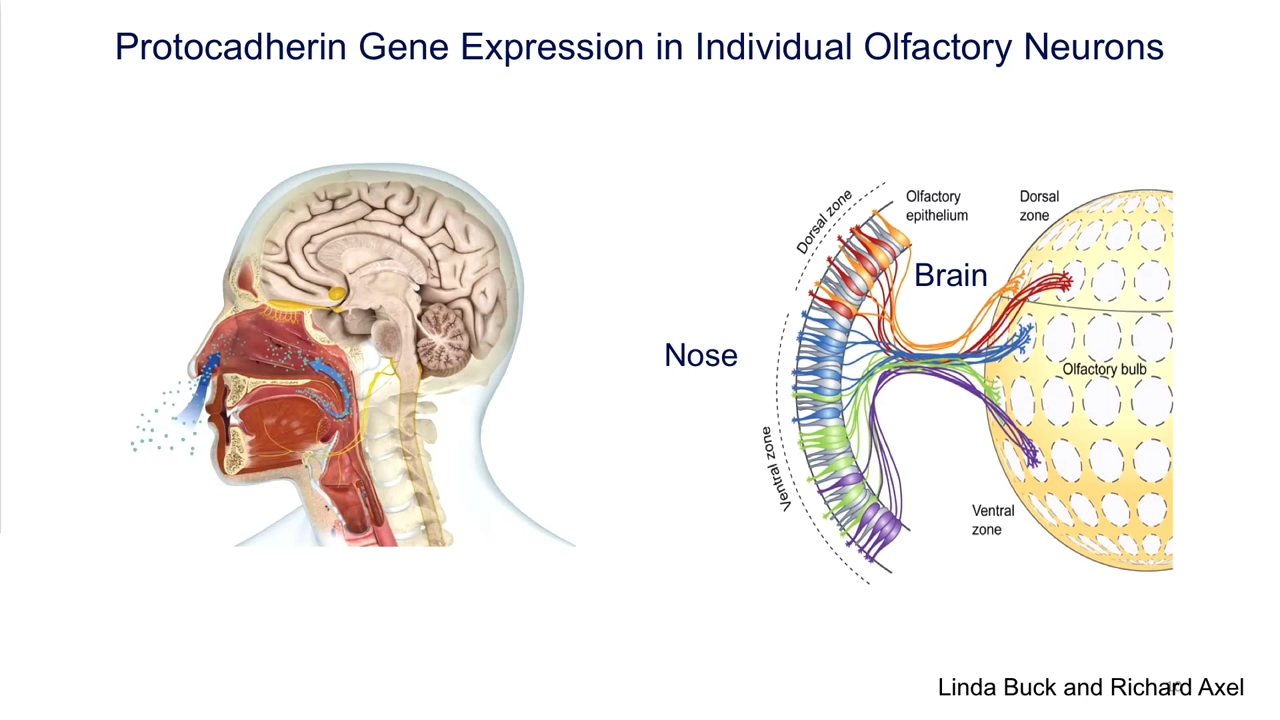 Protocadherin Gene Expression in Individual Olfactory Neurons
Dorsal zone
Olfactory
epithelium
Dorsal
zone
Brain
Nose
Olfactory bulb
Ventral zone
Ventral
zone
Linda Buck and Richard Axel